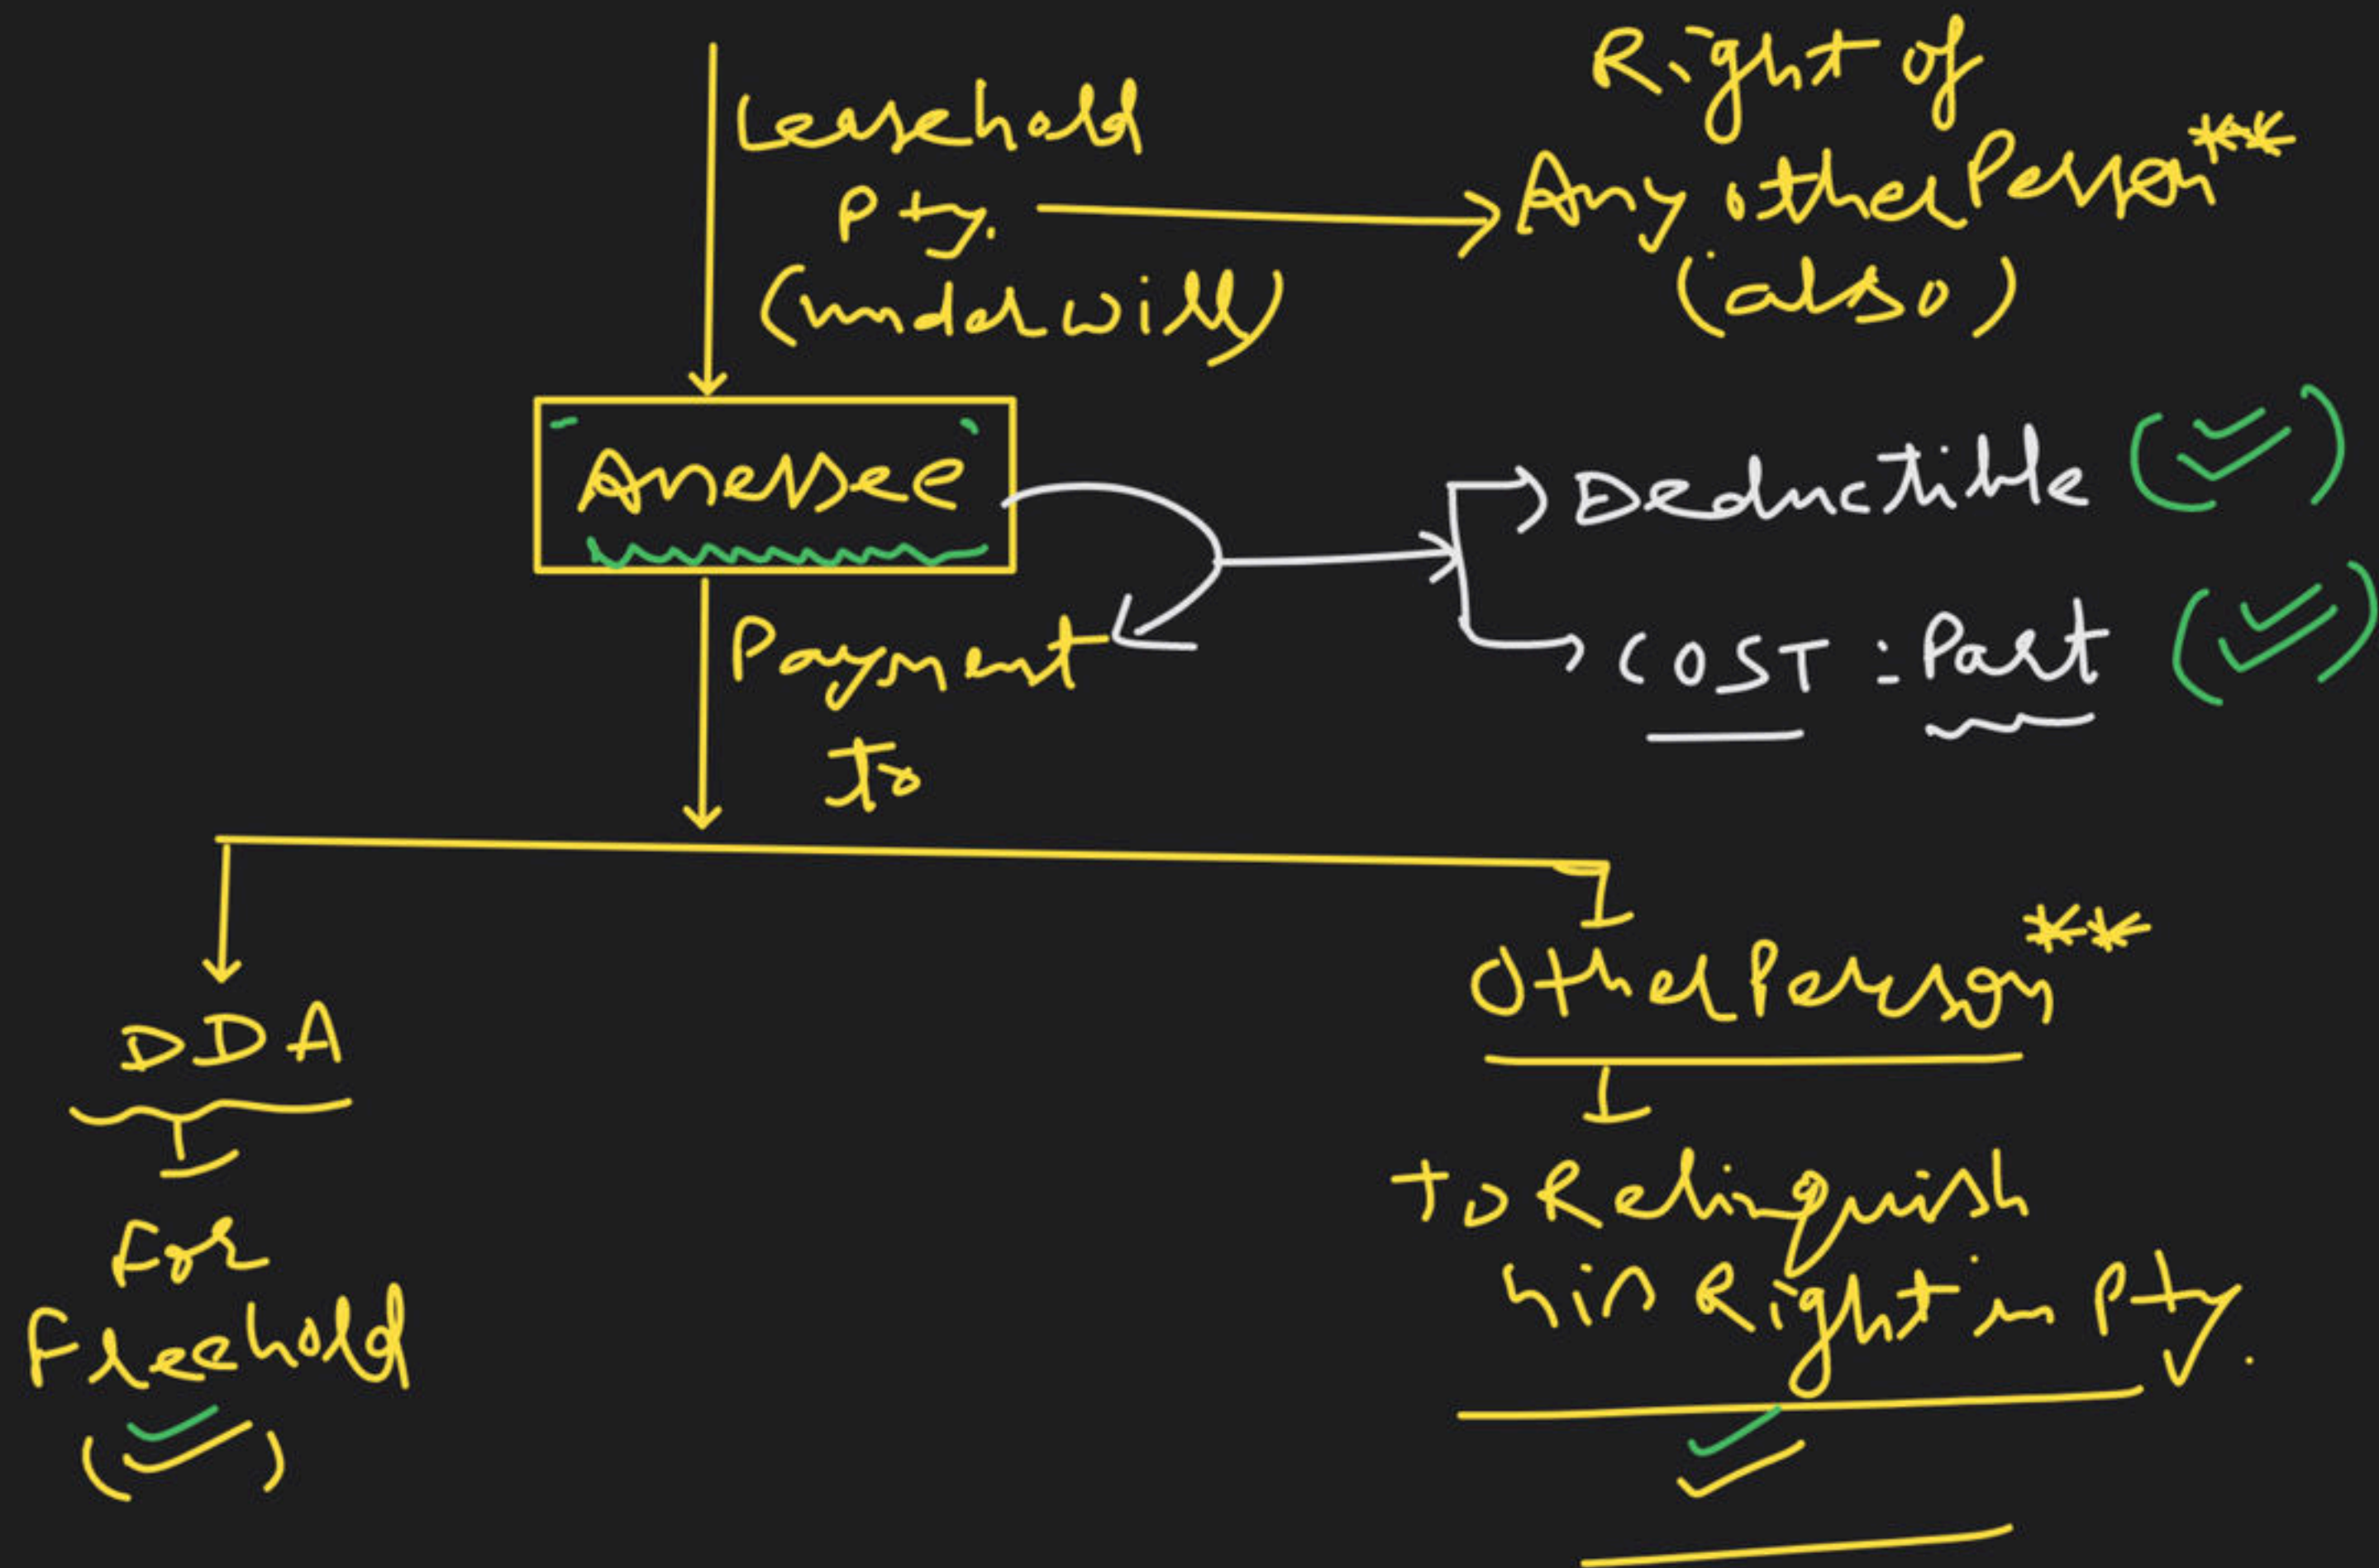 Leasehold
Pty.
(under will)
Right of
Any other Person**
(also)
Assessee
Deductible
COST : Part
Payment
to
DDA
For
Freehold
Other Person**
to Relinquish
his Right in Pty.